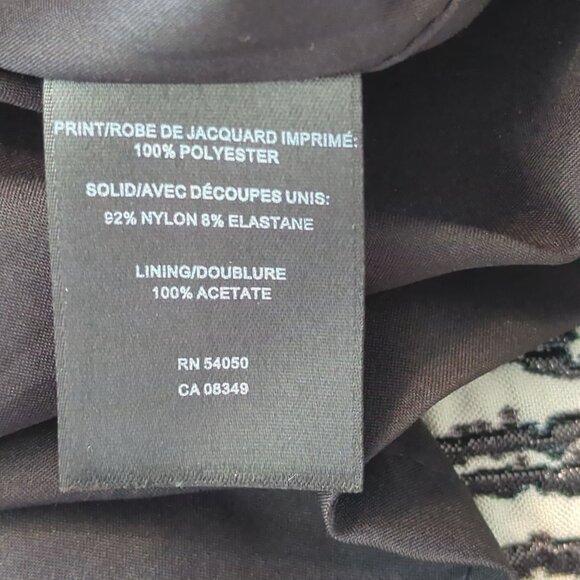 PRINT/ROBE DE JACQUARD IMPRIMÉ:
100% POLYESTER
SOLID/AVEC DÉCOUPES UNIS:
92% NYLON 8% ELASTANE
LINING/DOUBLURE
100% ACETATE
RN 54050
CA 08349